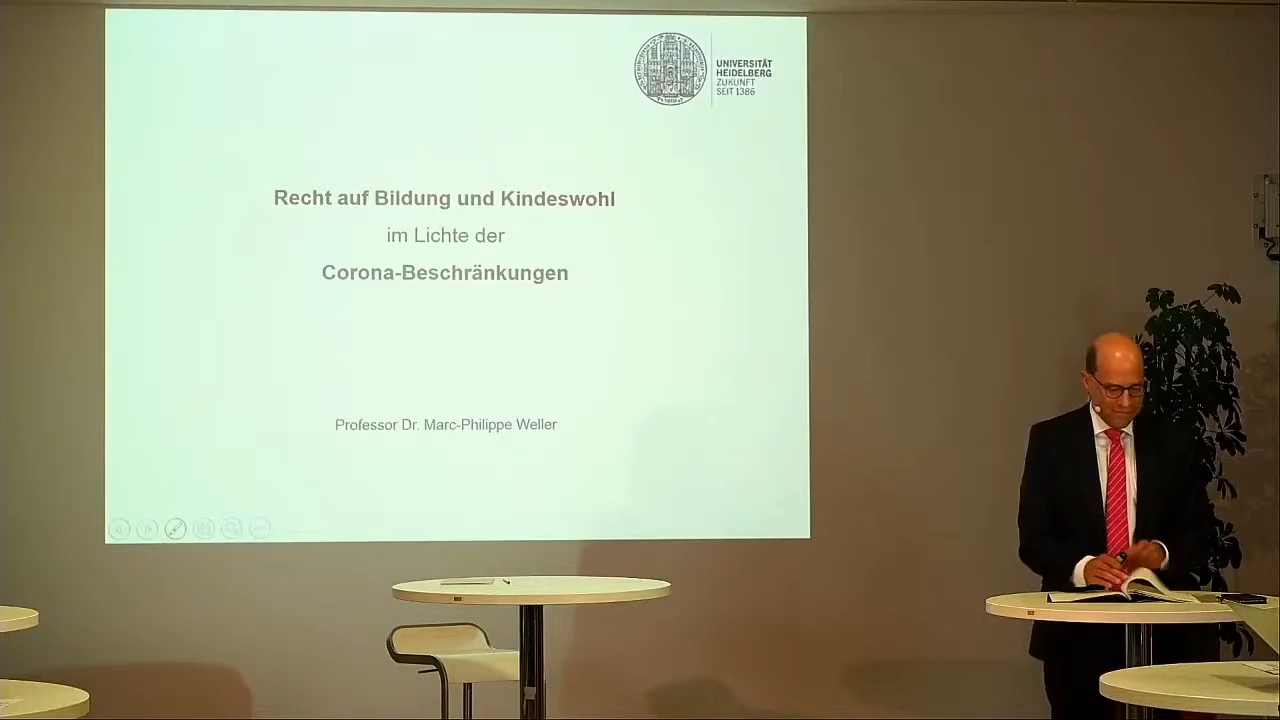 UNIVERSITÄT
HEIDELBERG
ZUKUNFT
SEIT 1386
Recht auf Bildung und Kindeswohl
im Lichte der
Corona-Beschränkungen
Professor Dr. Marc-Philippe Weller